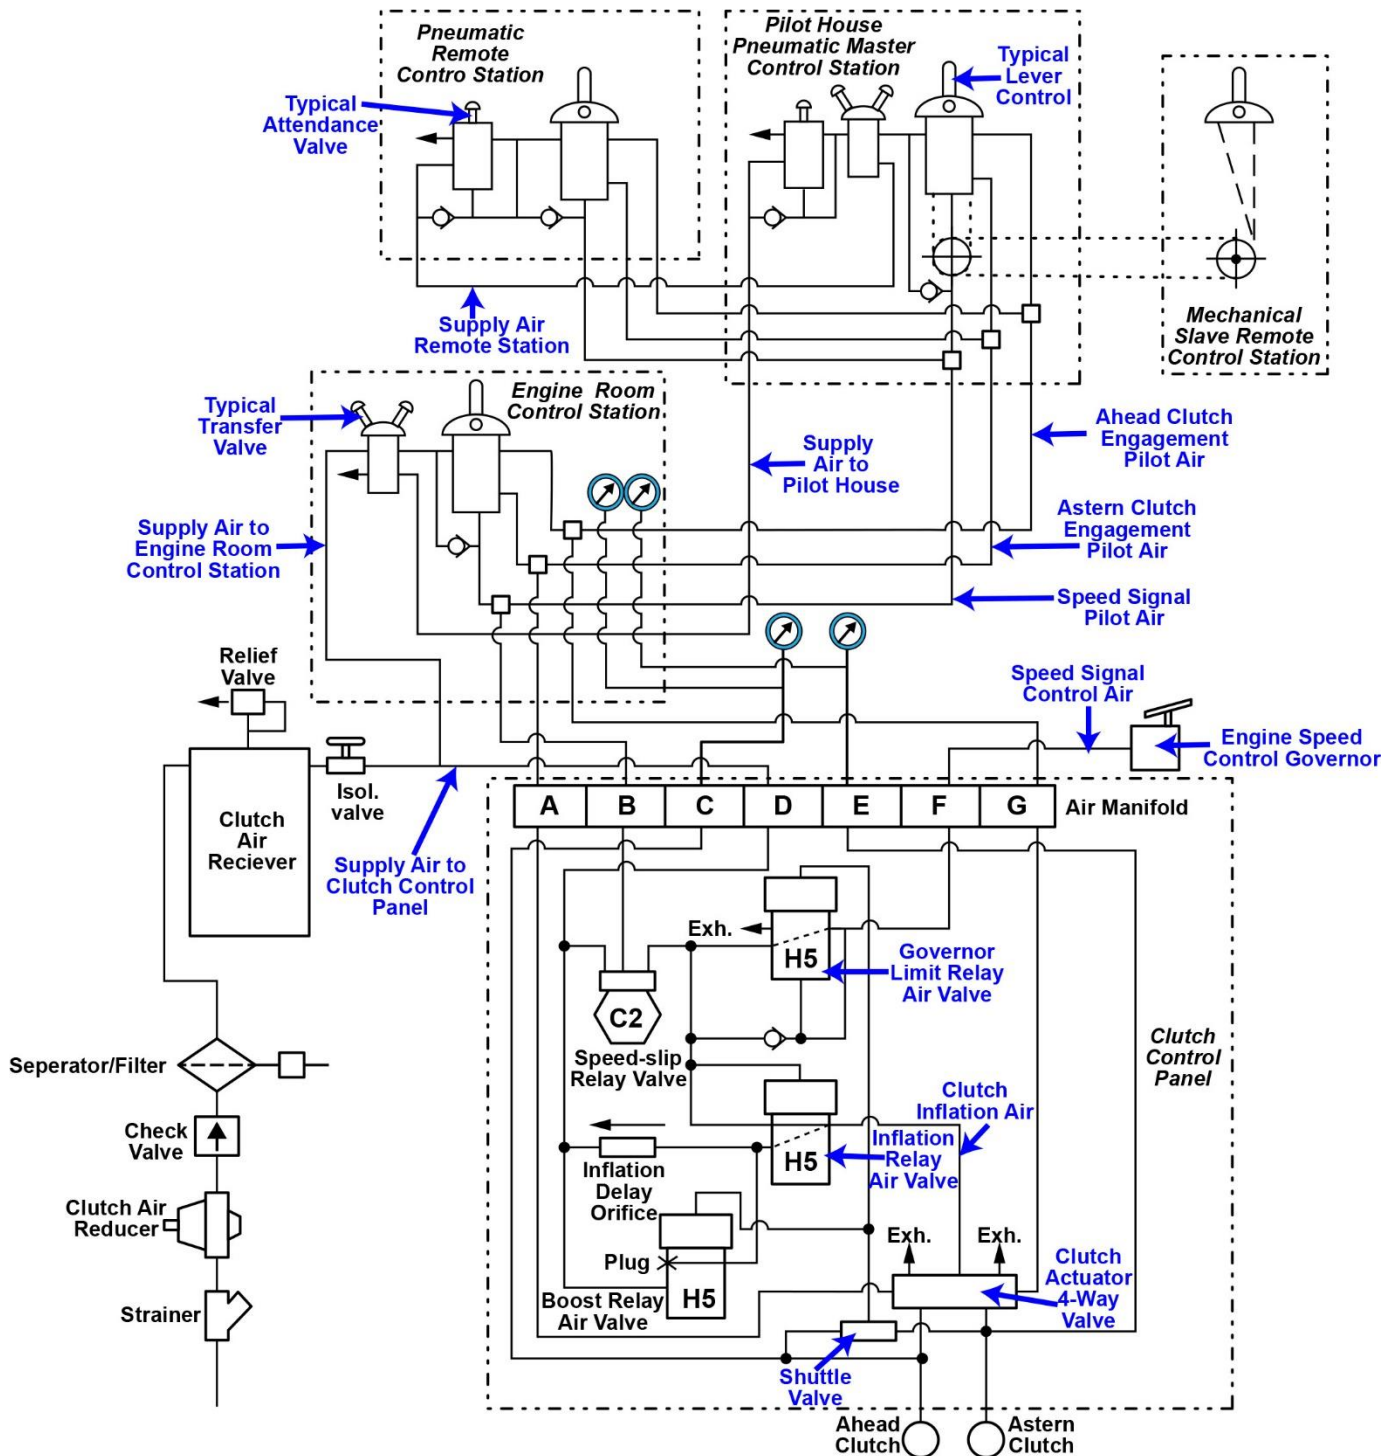 Pneumatic
Remote
Contro Station
Typical
Attendance
Valve
Pilot House
Pneumatic Master
Control Station
Typical
Lever
Control
Supply Air
Remote Station
Mechanical
Slave Remote
Control Station
Engine Room
Control Station
Typical
Transfer
Valve
Supply
Air to
Pilot House
Ahead Clutch
Engagement
Pilot Air
Supply Air to
Engine Room
Control Station
Astern Clutch
Engagement
Pilot Air
Speed Signal
Pilot Air
Relief
Valve
Speed Signal
Control Air
Engine Speed
Control Governor
Isol.
valve
Clutch
Air
Reciever
Supply Air to
Clutch Control
Panel
A B C D E F G
Air Manifold
Exh.
H5
Governor
Limit Relay
Air Valve
C2
Speed-slip
Relay Valve
Clutch
Control
Panel
Seperator/Filter
Check
Valve
Clutch Air
Reducer
Strainer
Clutch
Inflation Air
Inflation
Relay
Air Valve
H5
Inflation
Delay
Orifice
Plug
H5
Boost Relay
Air Valve
Exh.
Exh.
Clutch
Actuator
4-Way
Valve
Shuttle
Valve
Ahead
Clutch
Astern
Clutch